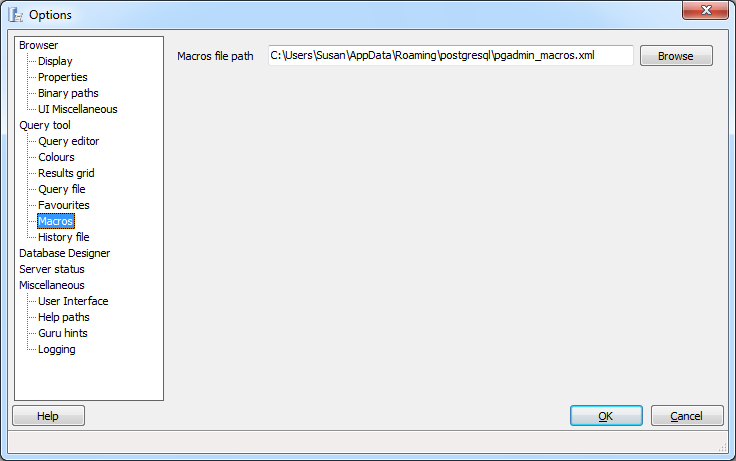 Options
Browser
Display
Properties
Binary paths
UI Miscellaneous
Query tool
Query editor
Colours
Results grid
Query file
Favourites
Macros
History file
Database Designer
Server status
Miscellaneous
User Interface
Help paths
Guru hints
Logging
Macros file path C:\Users\Susan\AppData\Roaming\postgresql\pgadmin_macros.xml Browse
Help OK Cancel